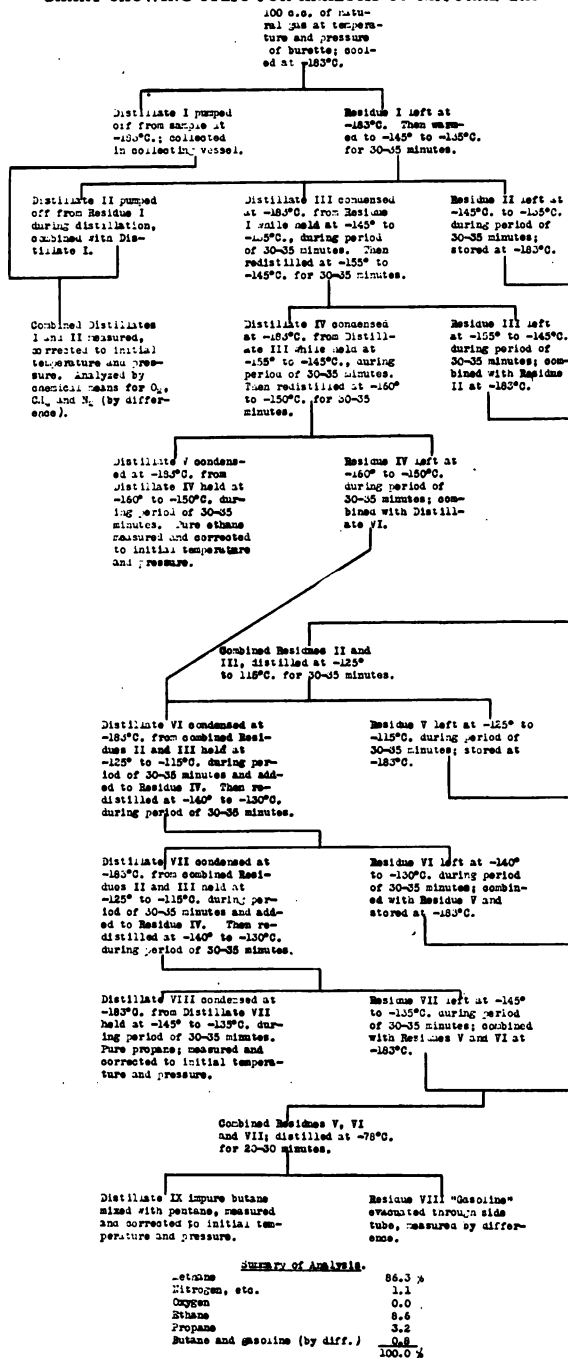 100 c.c. of natu-
ral gas at tempera-
ture and pressure
of burette; cool-
ed at -183°C.
Distillate I pumped
off from sample at
-183°C.; collected
in collecting vessel.
Residue I left at
-183°C. Then warm-
ed to -145° to -135°C.
for 30-35 minutes.
Distillate II pumped
off from Residue I
during distillation,
combined with Dis-
tillate I.
Distillate III condensed
at -183°C. from Residue
I while held at -145° to
-135°C., during period
of 30-35 minutes. Then
redistilled at -155° to
-145°C. for 30-35 minutes.
Residue II left at
-145°C. to -135°C.
during period of
30-35 minutes;
stored at -183°C.
Combined Distillates
I and II measured,
corrected to initial
temperature and pres-
sure. Analyzed by
chemical means for O₂,
CH₄ and N₂ (by differ-
ence).
Distillate IV condensed
at -183°C. from Distill-
ate III while held at
-155° to -145°C., during
period of 30-35 minutes.
Then redistilled at -160°
to -150°C. for 30-35
minutes.
Residue III left
at -155° to -145°C.
during period of
30-35 minutes; com-
bined with Residue
II at -183°C.
Distillate V condens-
ed at -183°C. from
Distillate IV held at
-160° to -150°C. dur-
ing period of 30-35
minutes. Pure ethane
measured and corrected
to initial temperature
and pressure.
Residue IV left at
-160° to -150°C.
during period of
30-35 minutes; com-
bined with Distill-
ate VI.
Combined Residues II and
III, distilled at -125°
to 115°C. for 30-35 minutes.
Distillate VI condensed at
-183°C. from combined Resi-
dues II and III held at
-125° to -115°C. during per-
iod of 30-35 minutes and add-
ed to Residue IV. Then re-
distilled at -140° to -130°C.
during period of 30-35 minutes.
Residue V left at -125° to
-115°C. during period of
30-35 minutes; stored at
-183°C.
Distillate VII condensed at
-183°C. from combined Resi-
dues II and III held at
-125° to -115°C. during per-
iod of 30-35 minutes and add-
ed to Residue IV. Then re-
distilled at -140° to -130°C.
during period of 30-35 minutes.
Residue VI left at -140°
to -130°C. during period
of 30-35 minutes; combin-
ed with Residue V and
stored at -183°C.
Distillate VIII condensed at
-183°C. from Distillate VII
held at -145° to -135°C. dur-
ing period of 30-35 minutes.
Pure propane; measured and
corrected to initial tempera-
ture and pressure.
Residue VII left at -145°
to -135°C. during period
of 30-35 minutes; combined
with Residues V and VI at
-183°C.
Combined Residues V, VI
and VII; distilled at -78°C.
for 20-30 minutes.
Distillate IX impure butane
mixed with pentane, measured
and corrected to initial tem-
perature and pressure.
Residue VIII "Gasoline"
evacuated through side
tube, measured by differ-
ence.
Summary of Analysis.
Methane 86.3 %
Nitrogen, etc. 1.1
Oxygen 0.0
Ethane 8.6
Propane 3.2
Butane and gasoline (by diff.) 0.8
100.0 %